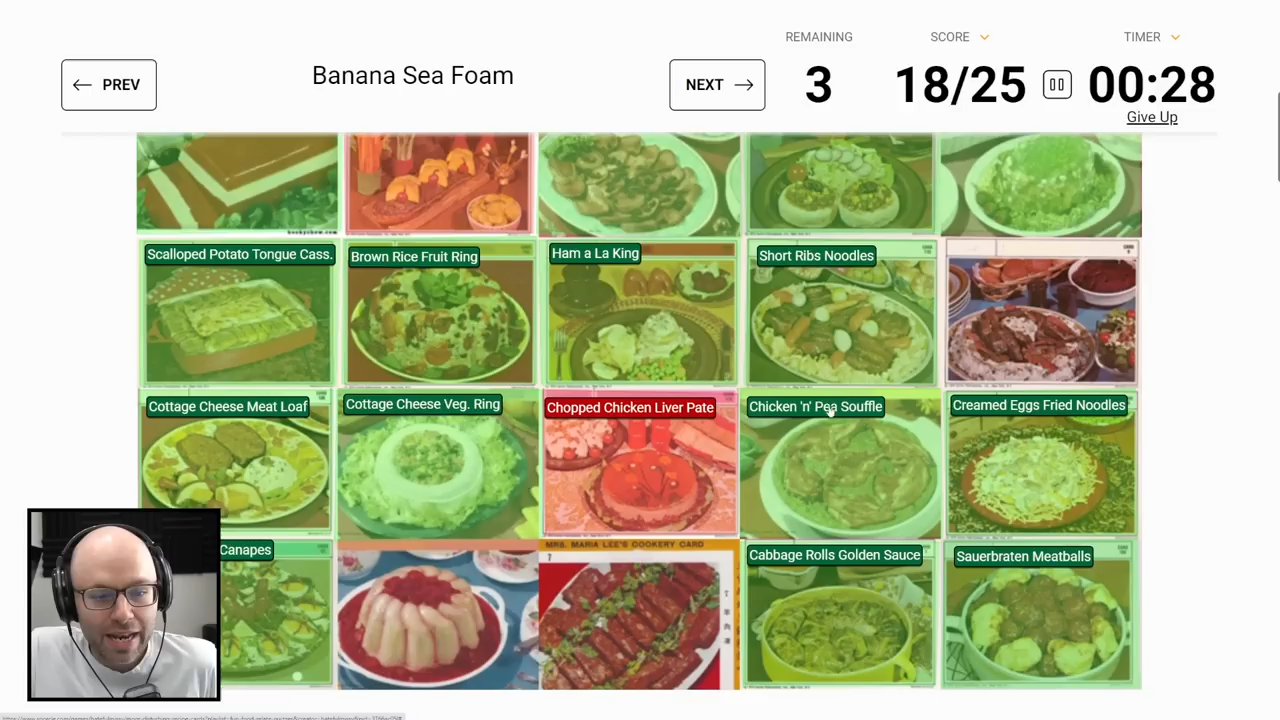 REMAINING
SCORE
TIMER
PREV
Banana Sea Foam
NEXT
3
18/25
00:28
Give Up
Scalloped Potato Tongue Cass.
Brown Rice Fruit Ring
Ham a La King
Short Ribs Noodles
Cottage Cheese Meat Loaf
Cottage Cheese Veg. Ring
Chopped Chicken Liver Pate
Chicken 'n' Pea Souffle
Creamed Eggs Fried Noodles
Canapes
MRS. MARIA LEE'S COOKERY CARD
7
Cabbage Rolls Golden Sauce
Sauerbraten Meatballs